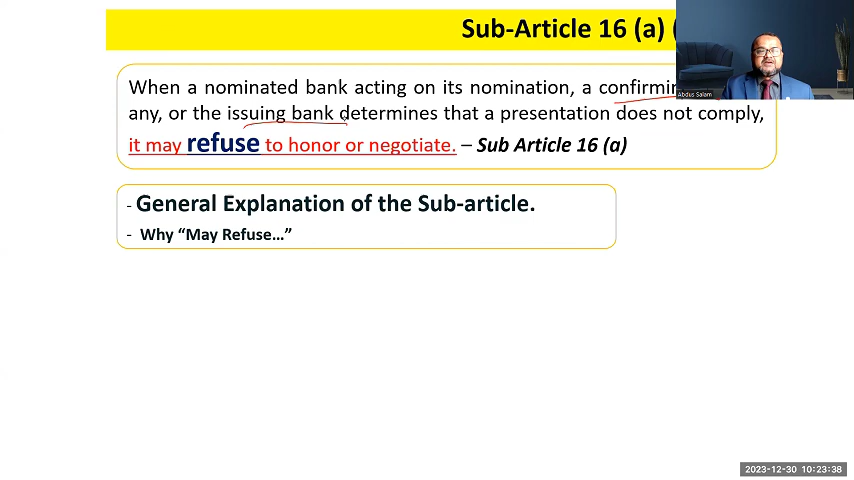 Sub-Article 16 (a) (
When a nominated bank acting on its nomination, a
any, or the issuing bank determines that a presentation does not comply,
it may refuse to honor or negotiate. – Sub Article 16 (a)
- General Explanation of the Sub-article.
- Why “May Refuse…”
Abdus Salam
2023-12-30 10:23:38